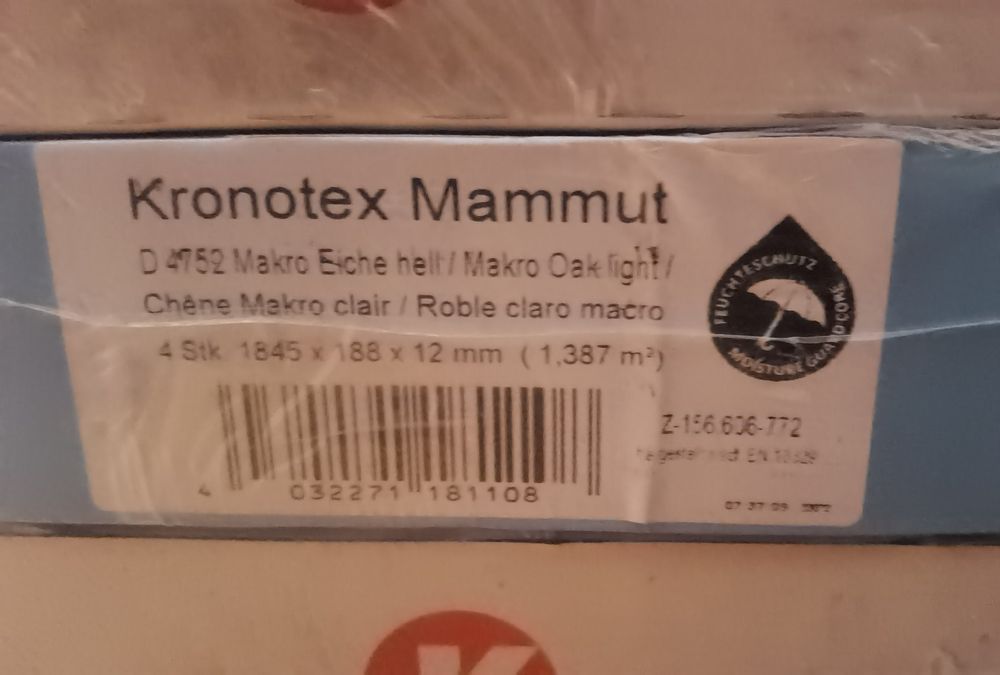 Kronotex Mammut
D 4752 Makro Eiche hell / Makro Oak light /
Chêne Makro clair / Roble claro macro
4 Stk. 1845 x 188 x 12 mm ( 1,387 m²)
FEUCHTESCHUTZ
MOISTURE GUARD CORE
Z-156.606-772
EN
4 032271 181108
K